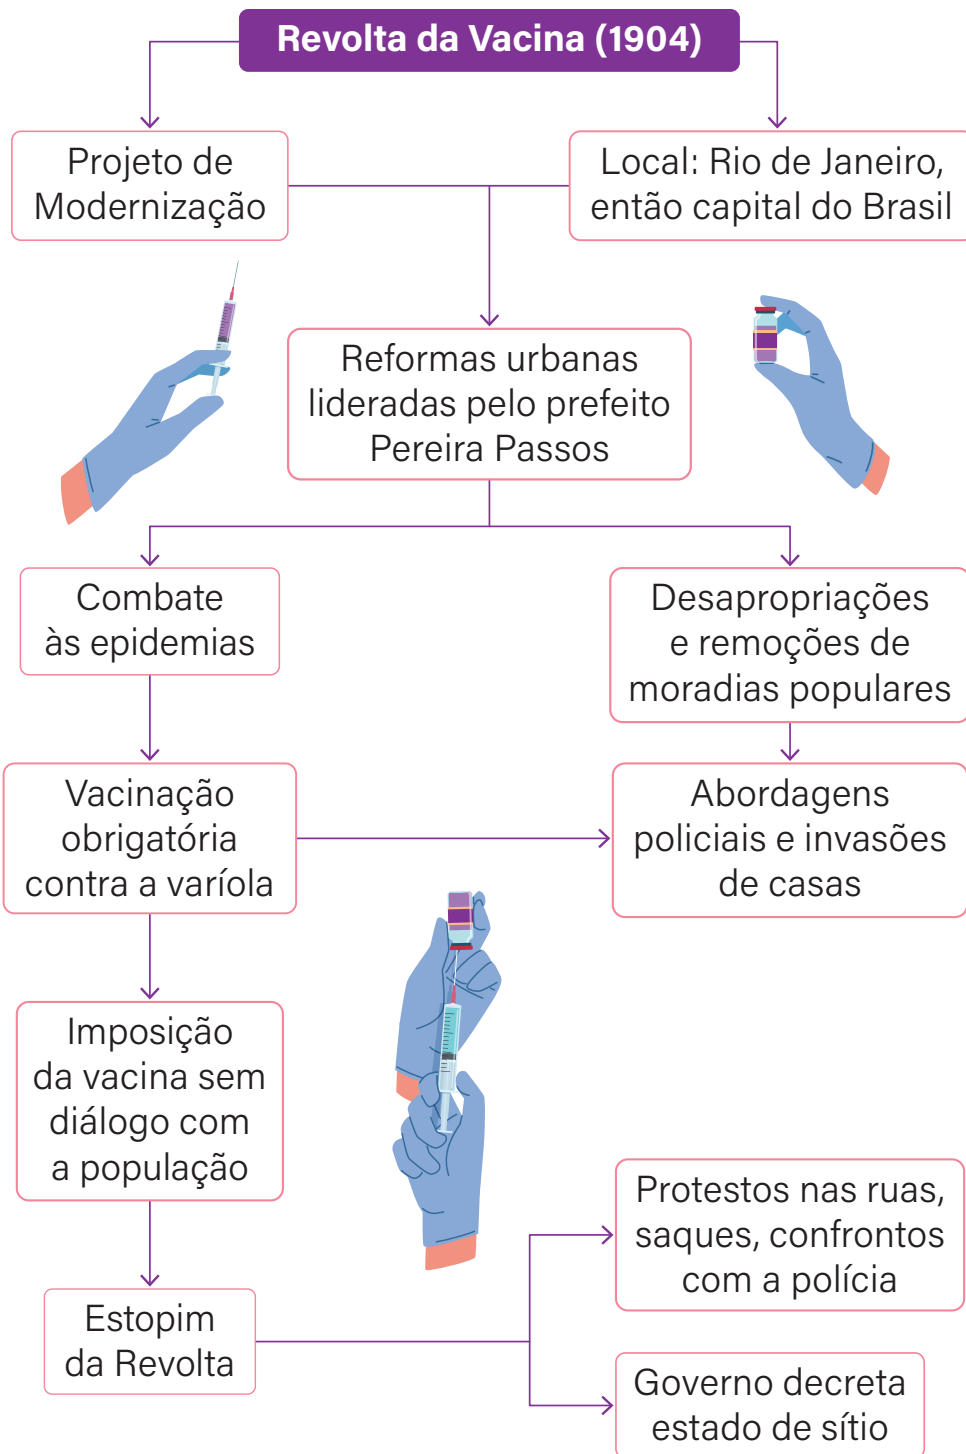 Revolta da Vacina (1904)
Projeto de
Modernização
Local: Rio de Janeiro,
então capital do Brasil
Reformas urbanas
lideradas pelo prefeito
Pereira Passos
Combate
às epidemias
Desapropriações
e remoções de
moradias populares
Vacinação
obrigatória
contra a varíola
Abordagens
policiais e invasões
de casas
Imposição
da vacina sem
diálogo com
a população
Protestos nas ruas,
saques, confrontos
com a polícia
Estopim
da Revolta
Governo decreta
estado de sítio